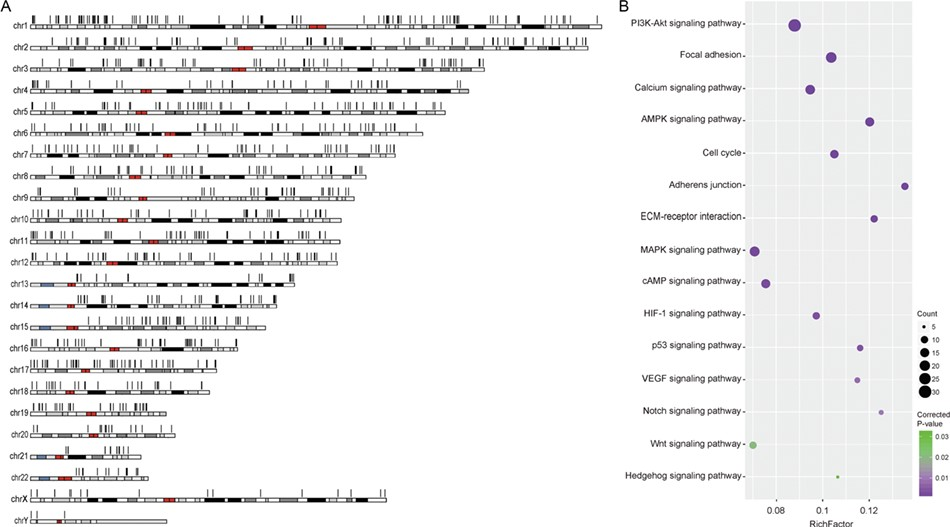 A
chr1
chr2
chr3
chr4
chr5
chr6
chr7
chr8
chr9
chr10
chr11
chr12
chr13
chr14
chr15
chr16
chr17
chr18
chr19
chr20
chr21
chr22
chrX
chrY
B
PI3K-Akt signaling pathway
Focal adhesion
Calcium signaling pathway
AMPK signaling pathway
Cell cycle
Adherens junction
ECM-receptor interaction
MAPK signaling pathway
cAMP signaling pathway
HIF-1 signaling pathway
p53 signaling pathway
VEGF signaling pathway
Notch signaling pathway
Wnt signaling pathway
Hedgehog signaling pathway
0.08 0.1 0.12
RichFactor
Count
5
10
15
20
25
30
Corrected
P-value
0.03
0.02
0.01